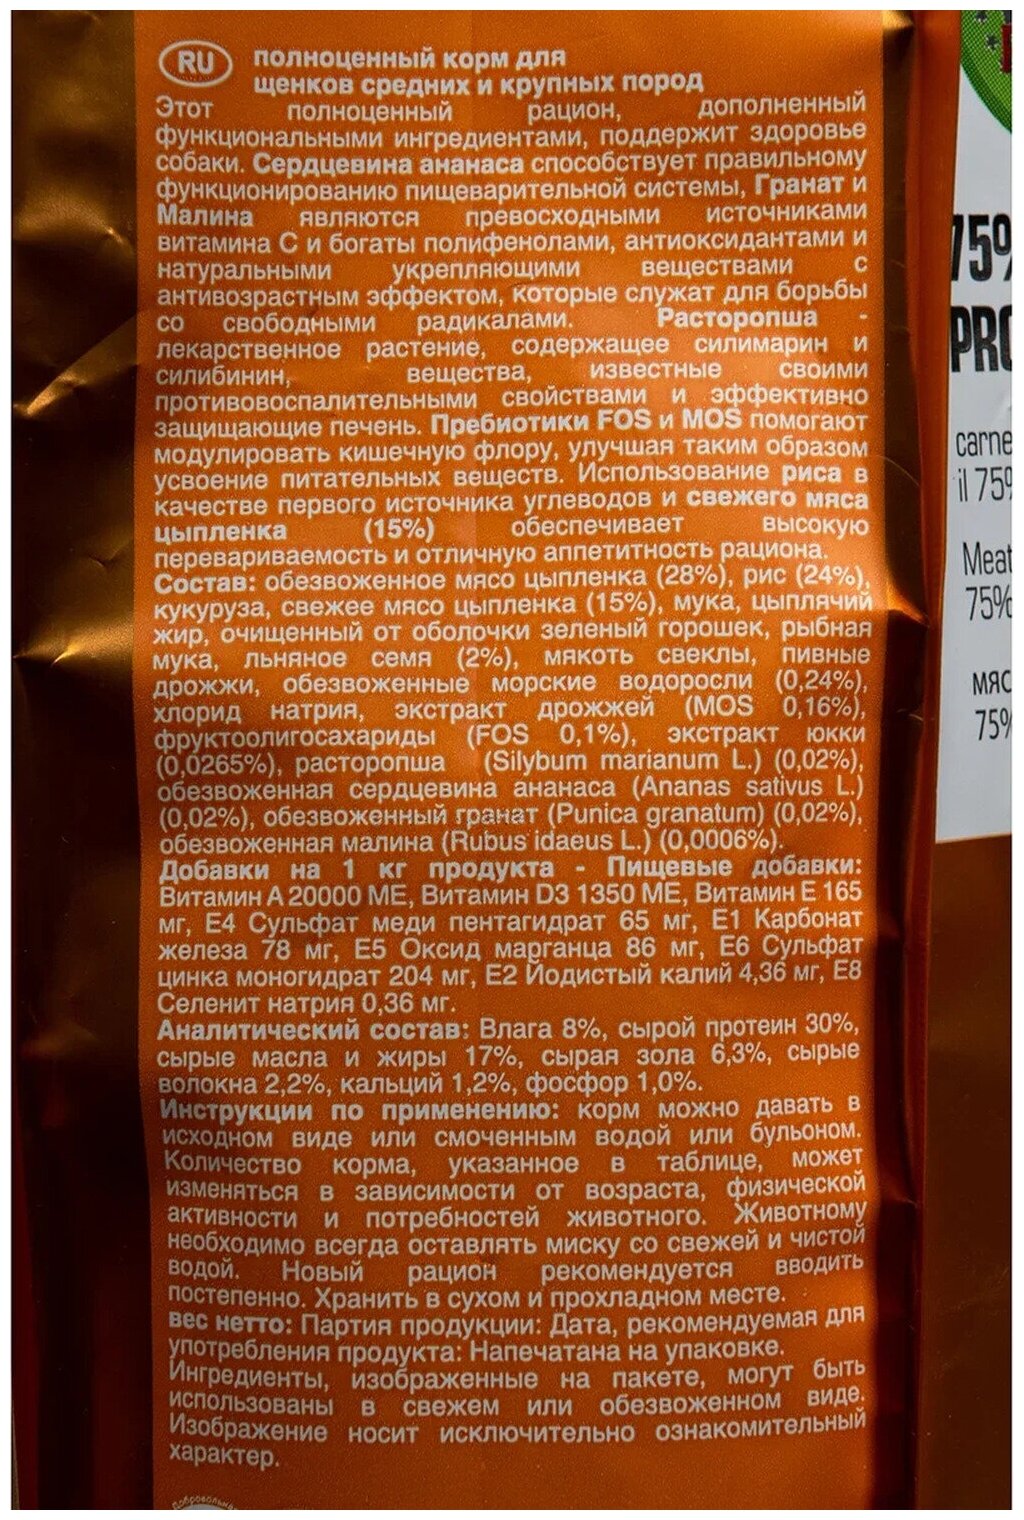 RU
полноценный корм для
щенков средних и крупных пород
Этот полноценный рацион, дополненный
функциональными ингредиентами, поддержит здоровье
собаки. Сердцевина ананаса способствует правильному
функционированию пищеварительной системы, Гранат и
Малина являются превосходными источниками
витамина С и богаты полифенолами, антиоксидантами и
натуральными укрепляющими веществами с
антивозрастным эффектом, которые служат для борьбы
со свободными радикалами. Расторопша -
лекарственное растение, содержащее силимарин и
силибинин, вещества, известные своими
противовоспалительными свойствами и эффективно
защищающие печень. Пребиотики FOS и MOS помогают
модулировать кишечную флору, улучшая таким образом
усвоение питательных веществ. Использование риса в
качестве первого источника углеводов и свежего мяса
цыпленка (15%) обеспечивает высокую
перевариваемость и отличную аппетитность рациона.
Состав: обезвоженное мясо цыпленка (28%), рис (24%),
кукуруза, свежее мясо цыпленка (15%), мука, цыплячий
жир, очищенный от оболочки зеленый горошек, рыбная
мука, льняное семя (2%), мякоть свеклы, пивные
дрожжи, обезвоженные морские водоросли (0,24%),
хлорид натрия, экстракт дрожжей (MOS 0,16%),
фруктоолигосахариды (FOS 0,1%), экстракт юкки
(0,0265%), расторопша (Silybum marianum L.) (0,02%),
обезвоженная сердцевина ананаса (Ananas sativus L.)
(0,02%), обезвоженный гранат (Punica granatum) (0,02%),
обезвоженная малина (Rubus idaeus L.) (0,0006%).
Добавки на 1 кг продукта - Пищевые добавки:
Витамин А 20000 МЕ, Витамин D3 1350 МЕ, Витамин Е 165
мг, Е4 Сульфат меди пентагидрат 65 мг, Е1 Карбонат
железа 78 мг, Е5 Оксид марганца 86 мг, Е6 Сульфат
цинка моногидрат 204 мг, Е2 Йодистый калий 4,36 мг, Е8
Селенит натрия 0,36 мг.
Аналитический состав: Влага 8%, сырой протеин 30%,
сырые масла и жиры 17%, сырая зола 6,3%, сырые
волокна 2,2%, кальций 1,2%, фосфор 1,0%.
Инструкции по применению: корм можно давать в
исходном виде или смоченным водой или бульоном.
Количество корма, указанное в таблице, может
изменяться в зависимости от возраста, физической
активности и потребностей животного. Животному
необходимо всегда оставлять миску со свежей и чистой
водой. Новый рацион рекомендуется вводить
постепенно. Хранить в сухом и прохладном месте.
вес нетто: Партия продукции: Дата, рекомендуемая для
употребления продукта: Напечатана на упаковке.
Ингредиенты, изображенные на пакете, могут быть
использованы в свежем или обезвоженном виде.
Изображение носит исключительно ознакомительный
характер.
75%
PRO
carne
il 75%
Meat
75%
мяс
75%